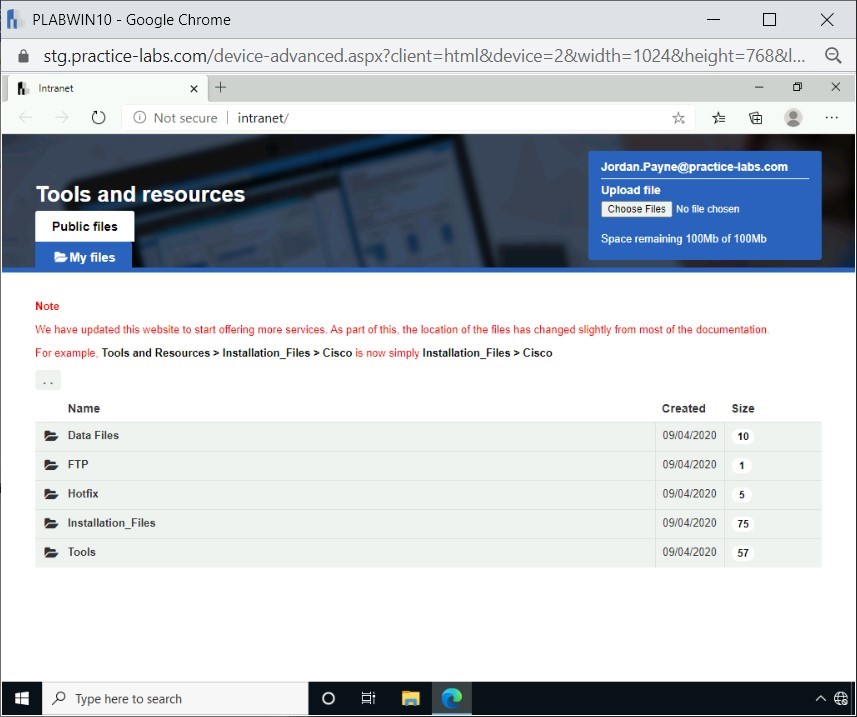 PLABWIN10 - Google Chrome
stg.practice-labs.com/device-advanced.aspx?client=html&device=2&width=1024&height=768&l...
Intranet
Not secure | intranet/
Tools and resources
Public files
My files
Jordan.Payne@practice-labs.com
Upload file
Choose Files No file chosen
Space remaining 100Mb of 100Mb
Note
We have updated this website to start offering more services. As part of this, the location of the files has changed slightly from most of the documentation.
For example, Tools and Resources > Installation_Files > Cisco is now simply Installation_Files > Cisco
. .
Name Created Size
Data Files 09/04/2020 10
FTP 09/04/2020 1
Hotfix 09/04/2020 5
Installation_Files 09/04/2020 75
Tools 09/04/2020 57
Type here to search